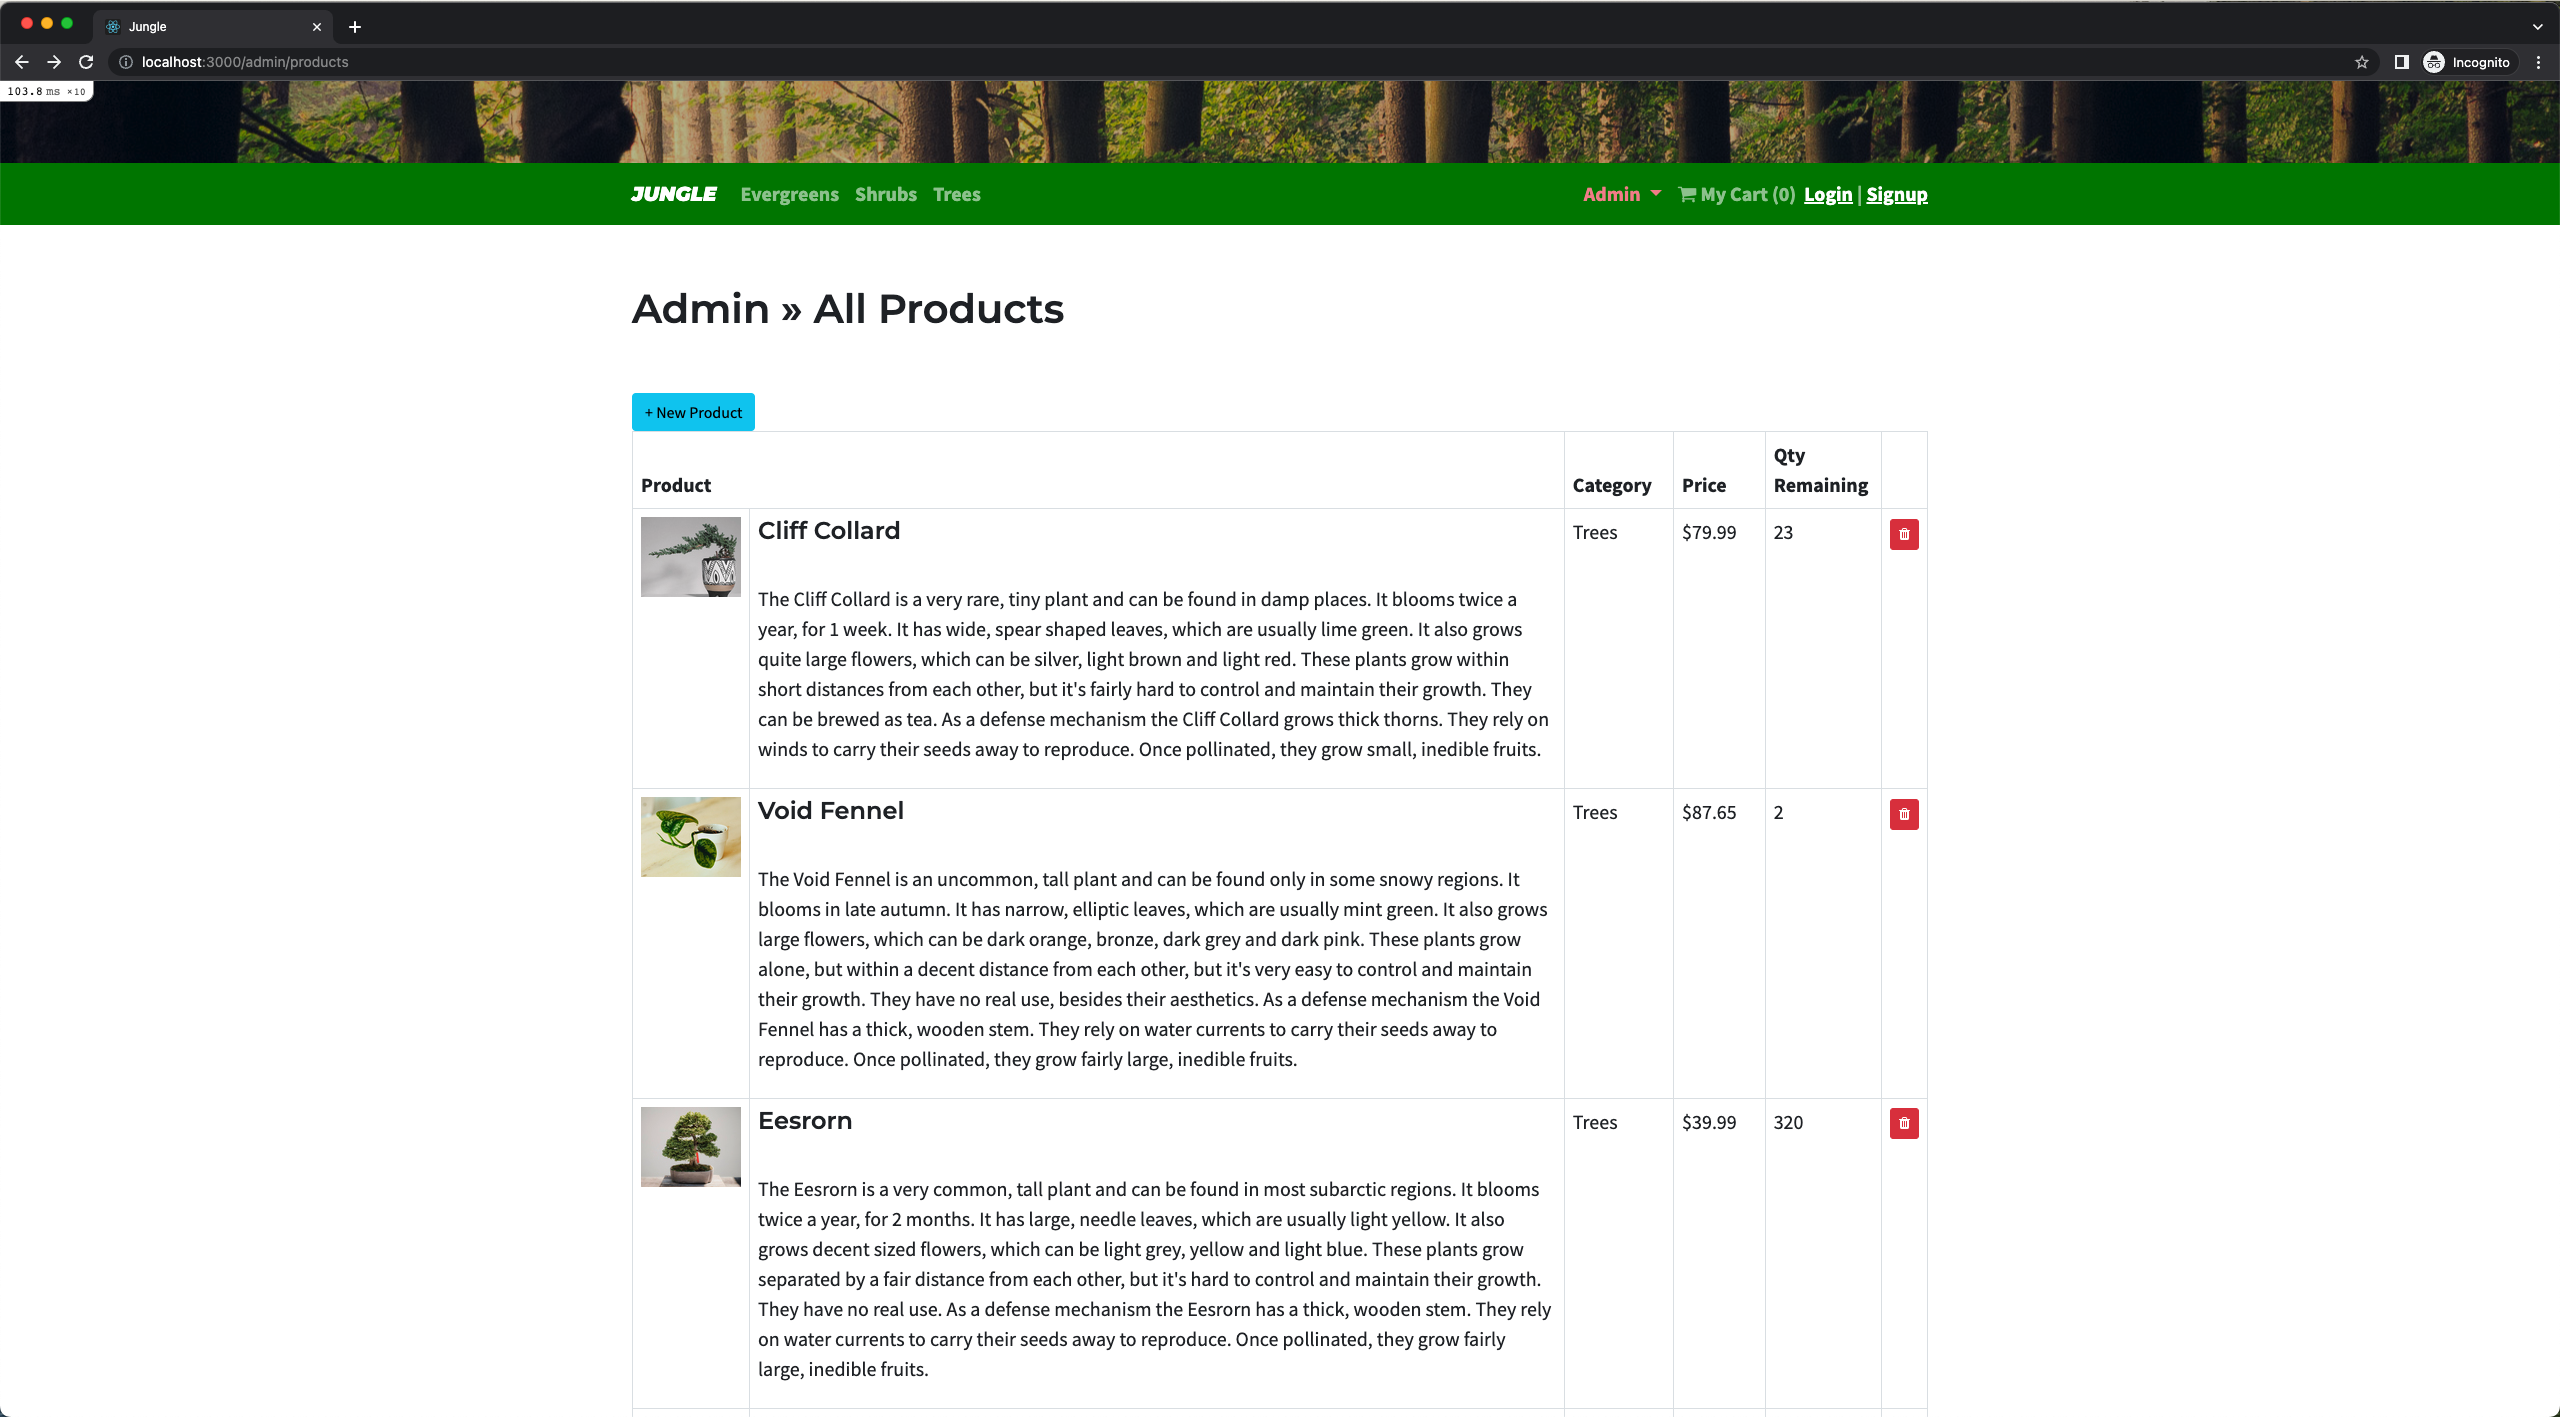 Jungle
localhost:3000/admin/products
Incognito
103.8 ms ×10
JUNGLE Evergreens Shrubs Trees Admin My Cart (0) Login | Signup
Admin » All Products
+ New Product
Product Category Price Qty Remaining
Cliff Collard Trees $79.99 23
The Cliff Collard is a very rare, tiny plant and can be found in damp places. It blooms twice a
year, for 1 week. It has wide, spear shaped leaves, which are usually lime green. It also grows
quite large flowers, which can be silver, light brown and light red. These plants grow within
short distances from each other, but it's fairly hard to control and maintain their growth. They
can be brewed as tea. As a defense mechanism the Cliff Collard grows thick thorns. They rely on
winds to carry their seeds away to reproduce. Once pollinated, they grow small, inedible fruits.
Void Fennel Trees $87.65 2
The Void Fennel is an uncommon, tall plant and can be found only in some snowy regions. It
blooms in late autumn. It has narrow, elliptic leaves, which are usually mint green. It also grows
large flowers, which can be dark orange, bronze, dark grey and dark pink. These plants grow
alone, but within a decent distance from each other, but it's very easy to control and maintain
their growth. They have no real use, besides their aesthetics. As a defense mechanism the Void
Fennel has a thick, wooden stem. They rely on water currents to carry their seeds away to
reproduce. Once pollinated, they grow fairly large, inedible fruits.
Eesrorn Trees $39.99 320
The Eesrorn is a very common, tall plant and can be found in most subarctic regions. It blooms
twice a year, for 2 months. It has large, needle leaves, which are usually light yellow. It also
grows decent sized flowers, which can be light grey, yellow and light blue. These plants grow
separated by a fair distance from each other, but it's hard to control and maintain their growth.
They have no real use. As a defense mechanism the Eesrorn has a thick, wooden stem. They rely
on water currents to carry their seeds away to reproduce. Once pollinated, they grow fairly
large, inedible fruits.